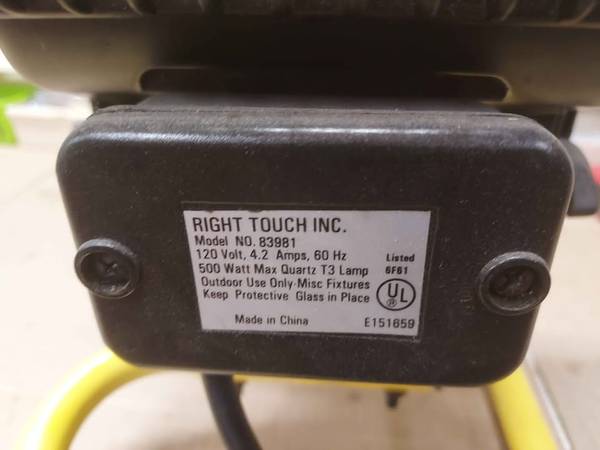 RIGHT TOUCH INC.
Model NO. 83981
120 Volt, 4.2 Amps, 60 Hz
500 Watt Max Quartz T3 Lamp
Outdoor Use Only-Misc Fixtures
Keep Protective Glass in Place
Listed
6F61
UL
Made in China
E151659